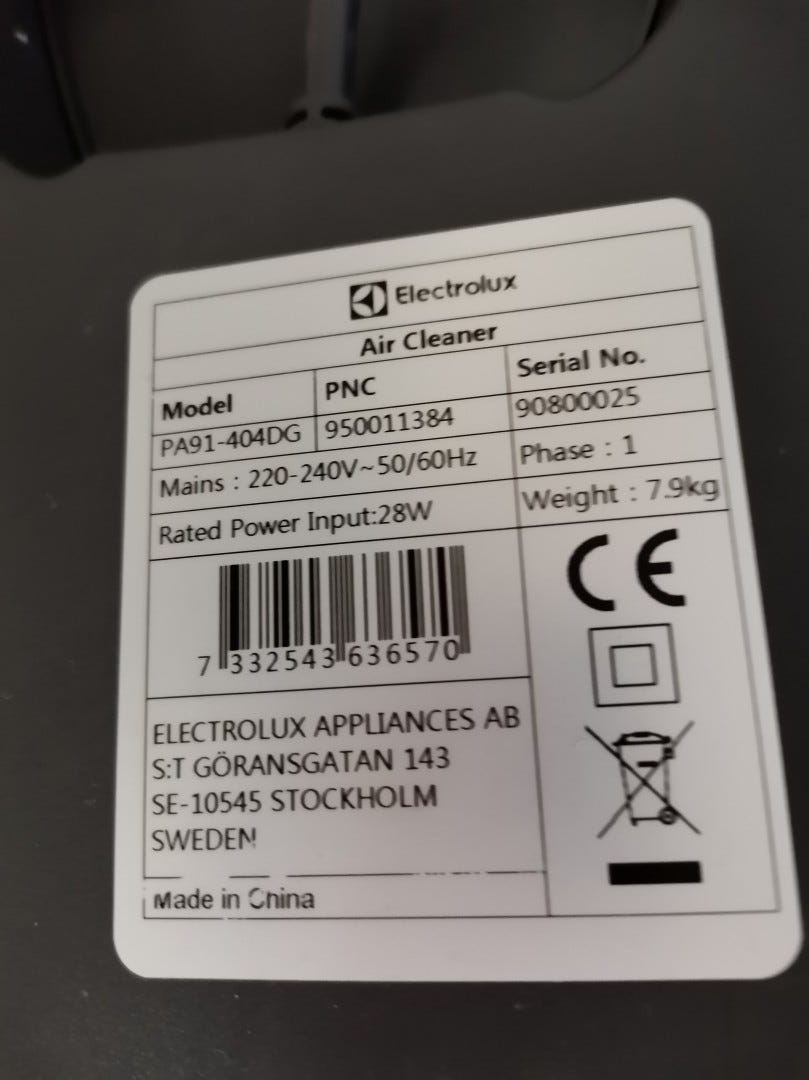 Electrolux
Air Cleaner
Model PNC Serial No.
PA91-404DG 950011384 90800025
Mains : 220-240V~50/60Hz Phase : 1
Rated Power Input:28W Weight : 7.9kg
CE
7 332543 636570
ELECTROLUX APPLIANCES AB
S:T GÖRANSGATAN 143
SE-10545 STOCKHOLM
SWEDEN
Made in China